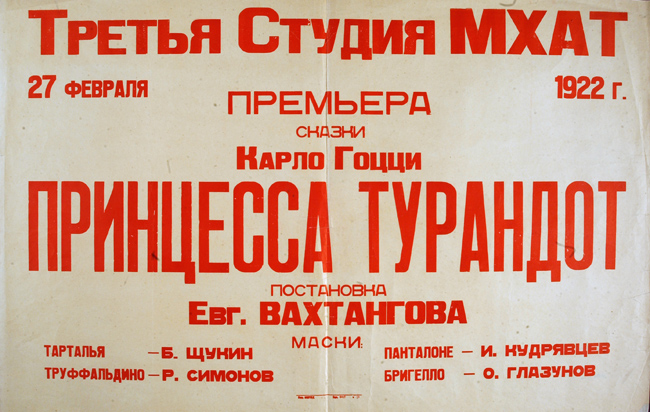 ТРЕТЬЯ СТУДИЯ МХАТ
27 ФЕВРАЛЯ 1922 Г.
ПРЕМЬЕРА
СКАЗКИ
КАРЛО ГОЦЦИ
ПРИНЦЕССА ТУРАНДОТ
ПОСТАНОВКА
ЕВГ. ВАХТАНГОВА
МАСКИ:
ТАРТАЛЬЯ – Б. ЩУКИН ПАНТАЛОНЕ – И. КУДРЯВЦЕВ
ТРУФФАЛЬДИНО – Р. СИМОНОВ БРИГЕЛЛО – О. ГЛАЗУНОВ